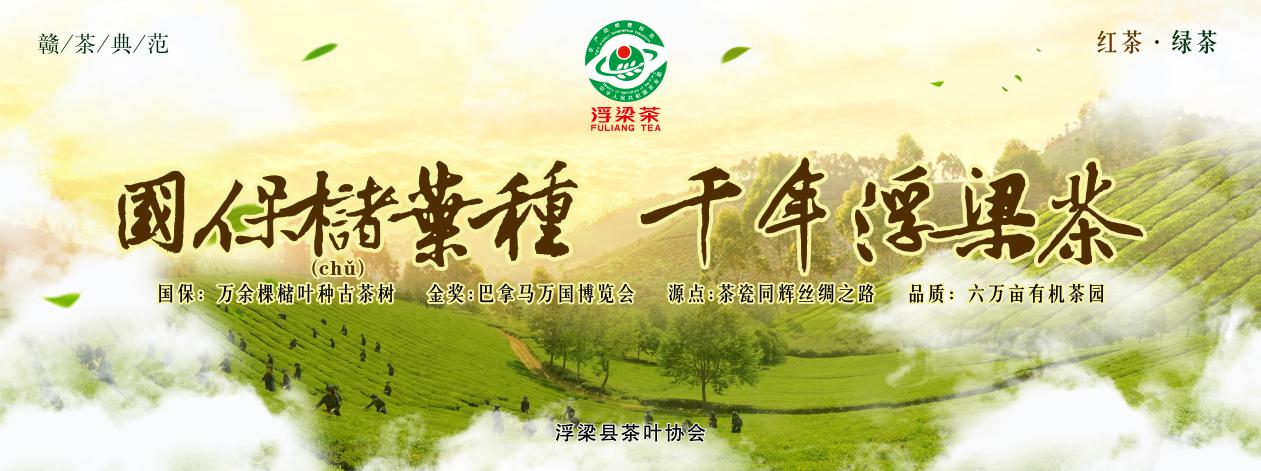 赣/茶/典/范
红茶·绿茶
浮梁茶
FULIANG TEA
國保櫧葉種 千年浮梁茶
(chǔ)
国保：万余棵槠叶种古茶树 金奖:巴拿马万国博览会 源点:茶瓷同辉丝绸之路 品质：六万亩有机茶园
浮梁县茶叶协会